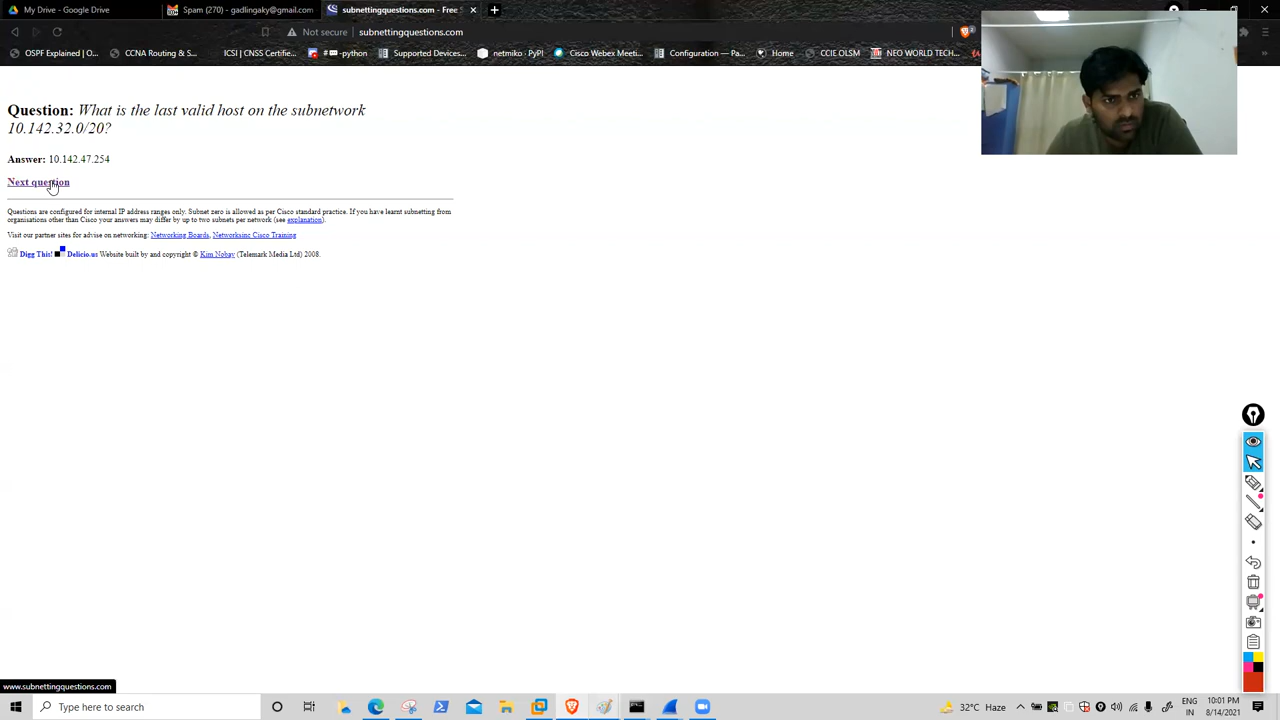 My Drive - Google Drive
Spam (270) - gadlingaky@gmail.com
subnettingquestions.com - Free S
Not secure
subnettingquestions.com
OSPF Explained | O...
CCNA Routing & S...
ICSI | CNSS Certifie...
-python
Supported Devices...
netmiko · PyPI
Cisco Webex Meeti...
Configuration — Pa...
Home
CCIE OLSM
NEO WORLD TECH...
Question: What is the last valid host on the subnetwork
10.142.32.0/20?
Answer: 10.142.47.254
Next question
Questions are configured for internal IP address ranges only. Subnet zero is allowed as per Cisco standard practice. If you have learnt subnetting from
organisations other than Cisco your answers may differ by up to two subnets per network (see explanation).
Visit our partner sites for advise on networking: Networking Boards, Networksinc Cisco Training
Digg This! Delicio.us Website built by and copyright © Kim Nobay (Telemark Media Ltd) 2008.
www.subnettingquestions.com
Type here to search
32°C Haze
ENG
IN
10:01 PM
8/14/2021